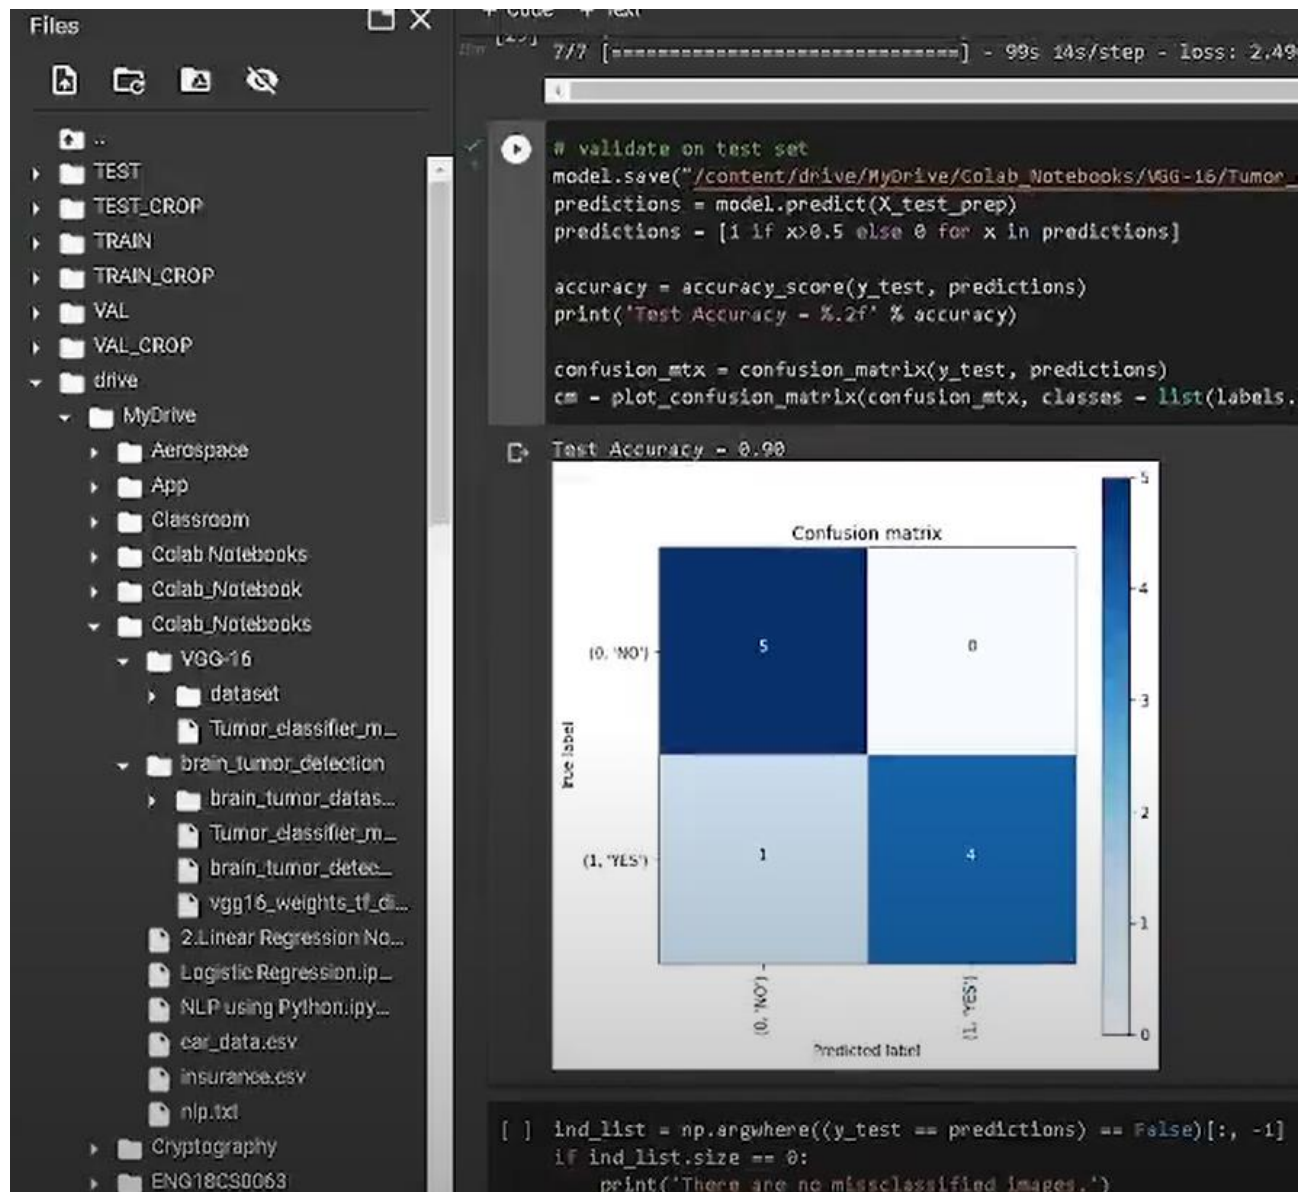 Files
..
TEST
TEST_CROP
TRAIN
TRAIN_CROP
VAL
VAL_CROP
drive
MyDrive
Aerospace
App
Classroom
Colab Notebooks
Colab_Notebook
Colab_Notebooks
VGG-16
dataset
Tumor_classifier_m...
brain_tumor_detection
brain_tumor_datas...
Tumor_classifier_m...
brain_tumor_detec...
vgg16_weights_tf_di...
2.Linear Regression No...
Logistic Regression.ip...
NLP using Python.ipy...
car_data.csv
insurance.csv
nlp.txt
Cryptography
ENG18CS0063
+ Code + Text
7/7 [==============================] - 99s 14s/step - loss: 2.49
# validate on test set
model.save("/content/drive/MyDrive/Colab_Notebooks/VGG-16/Tumor_
predictions = model.predict(X_test_prep)
predictions = [1 if x>0.5 else 0 for x in predictions]
accuracy = accuracy_score(y_test, predictions)
print('Test Accuracy = %.2f' % accuracy)
confusion_mtx = confusion_matrix(y_test, predictions)
cm = plot_confusion_matrix(confusion_mtx, classes = list(labels.
Test Accuracy = 0.90
Confusion matrix
True label
(0, 'NO')
5
0
(1, 'YES')
1
4
(0, 'NO')
(1, 'YES')
Predicted label
5
4
3
2
1
0
[ ] ind_list = np.argwhere((y_test == predictions) == False)[:, -1]
if ind_list.size == 0:
print('There are no missclassified images.')